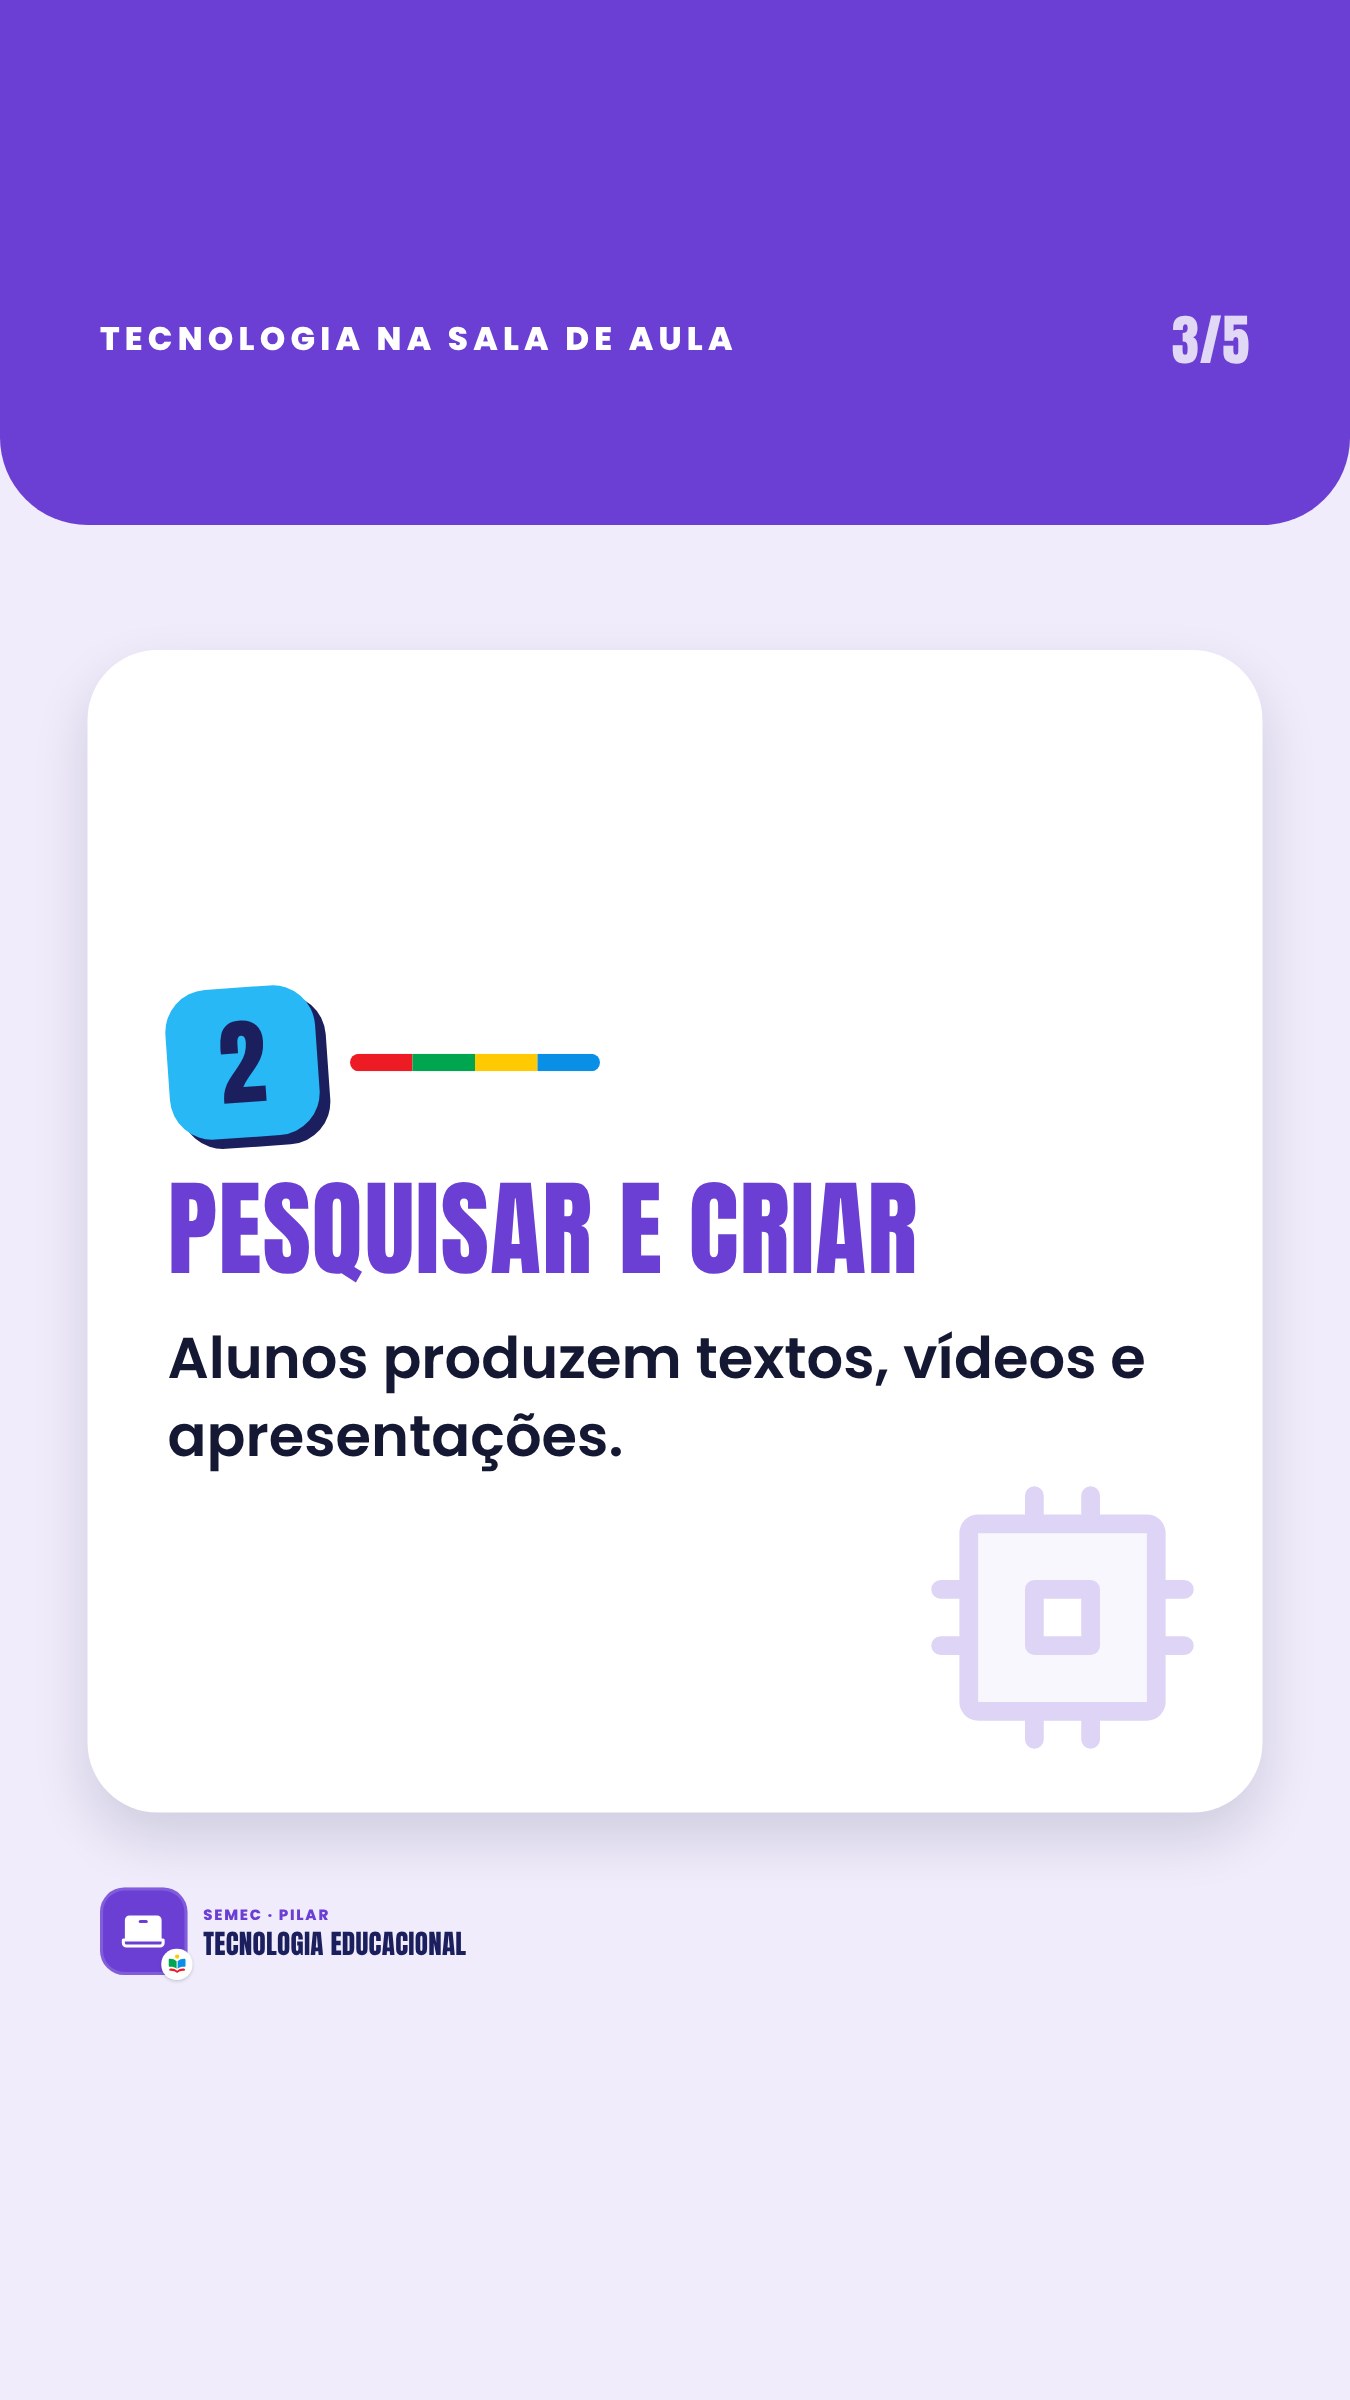 TECNOLOGIA NA SALA DE AULA
3/5
2
PESQUISAR E CRIAR
Alunos produzem textos, vídeos e
apresentações.
SEMEC · PILAR
TECNOLOGIA EDUCACIONAL